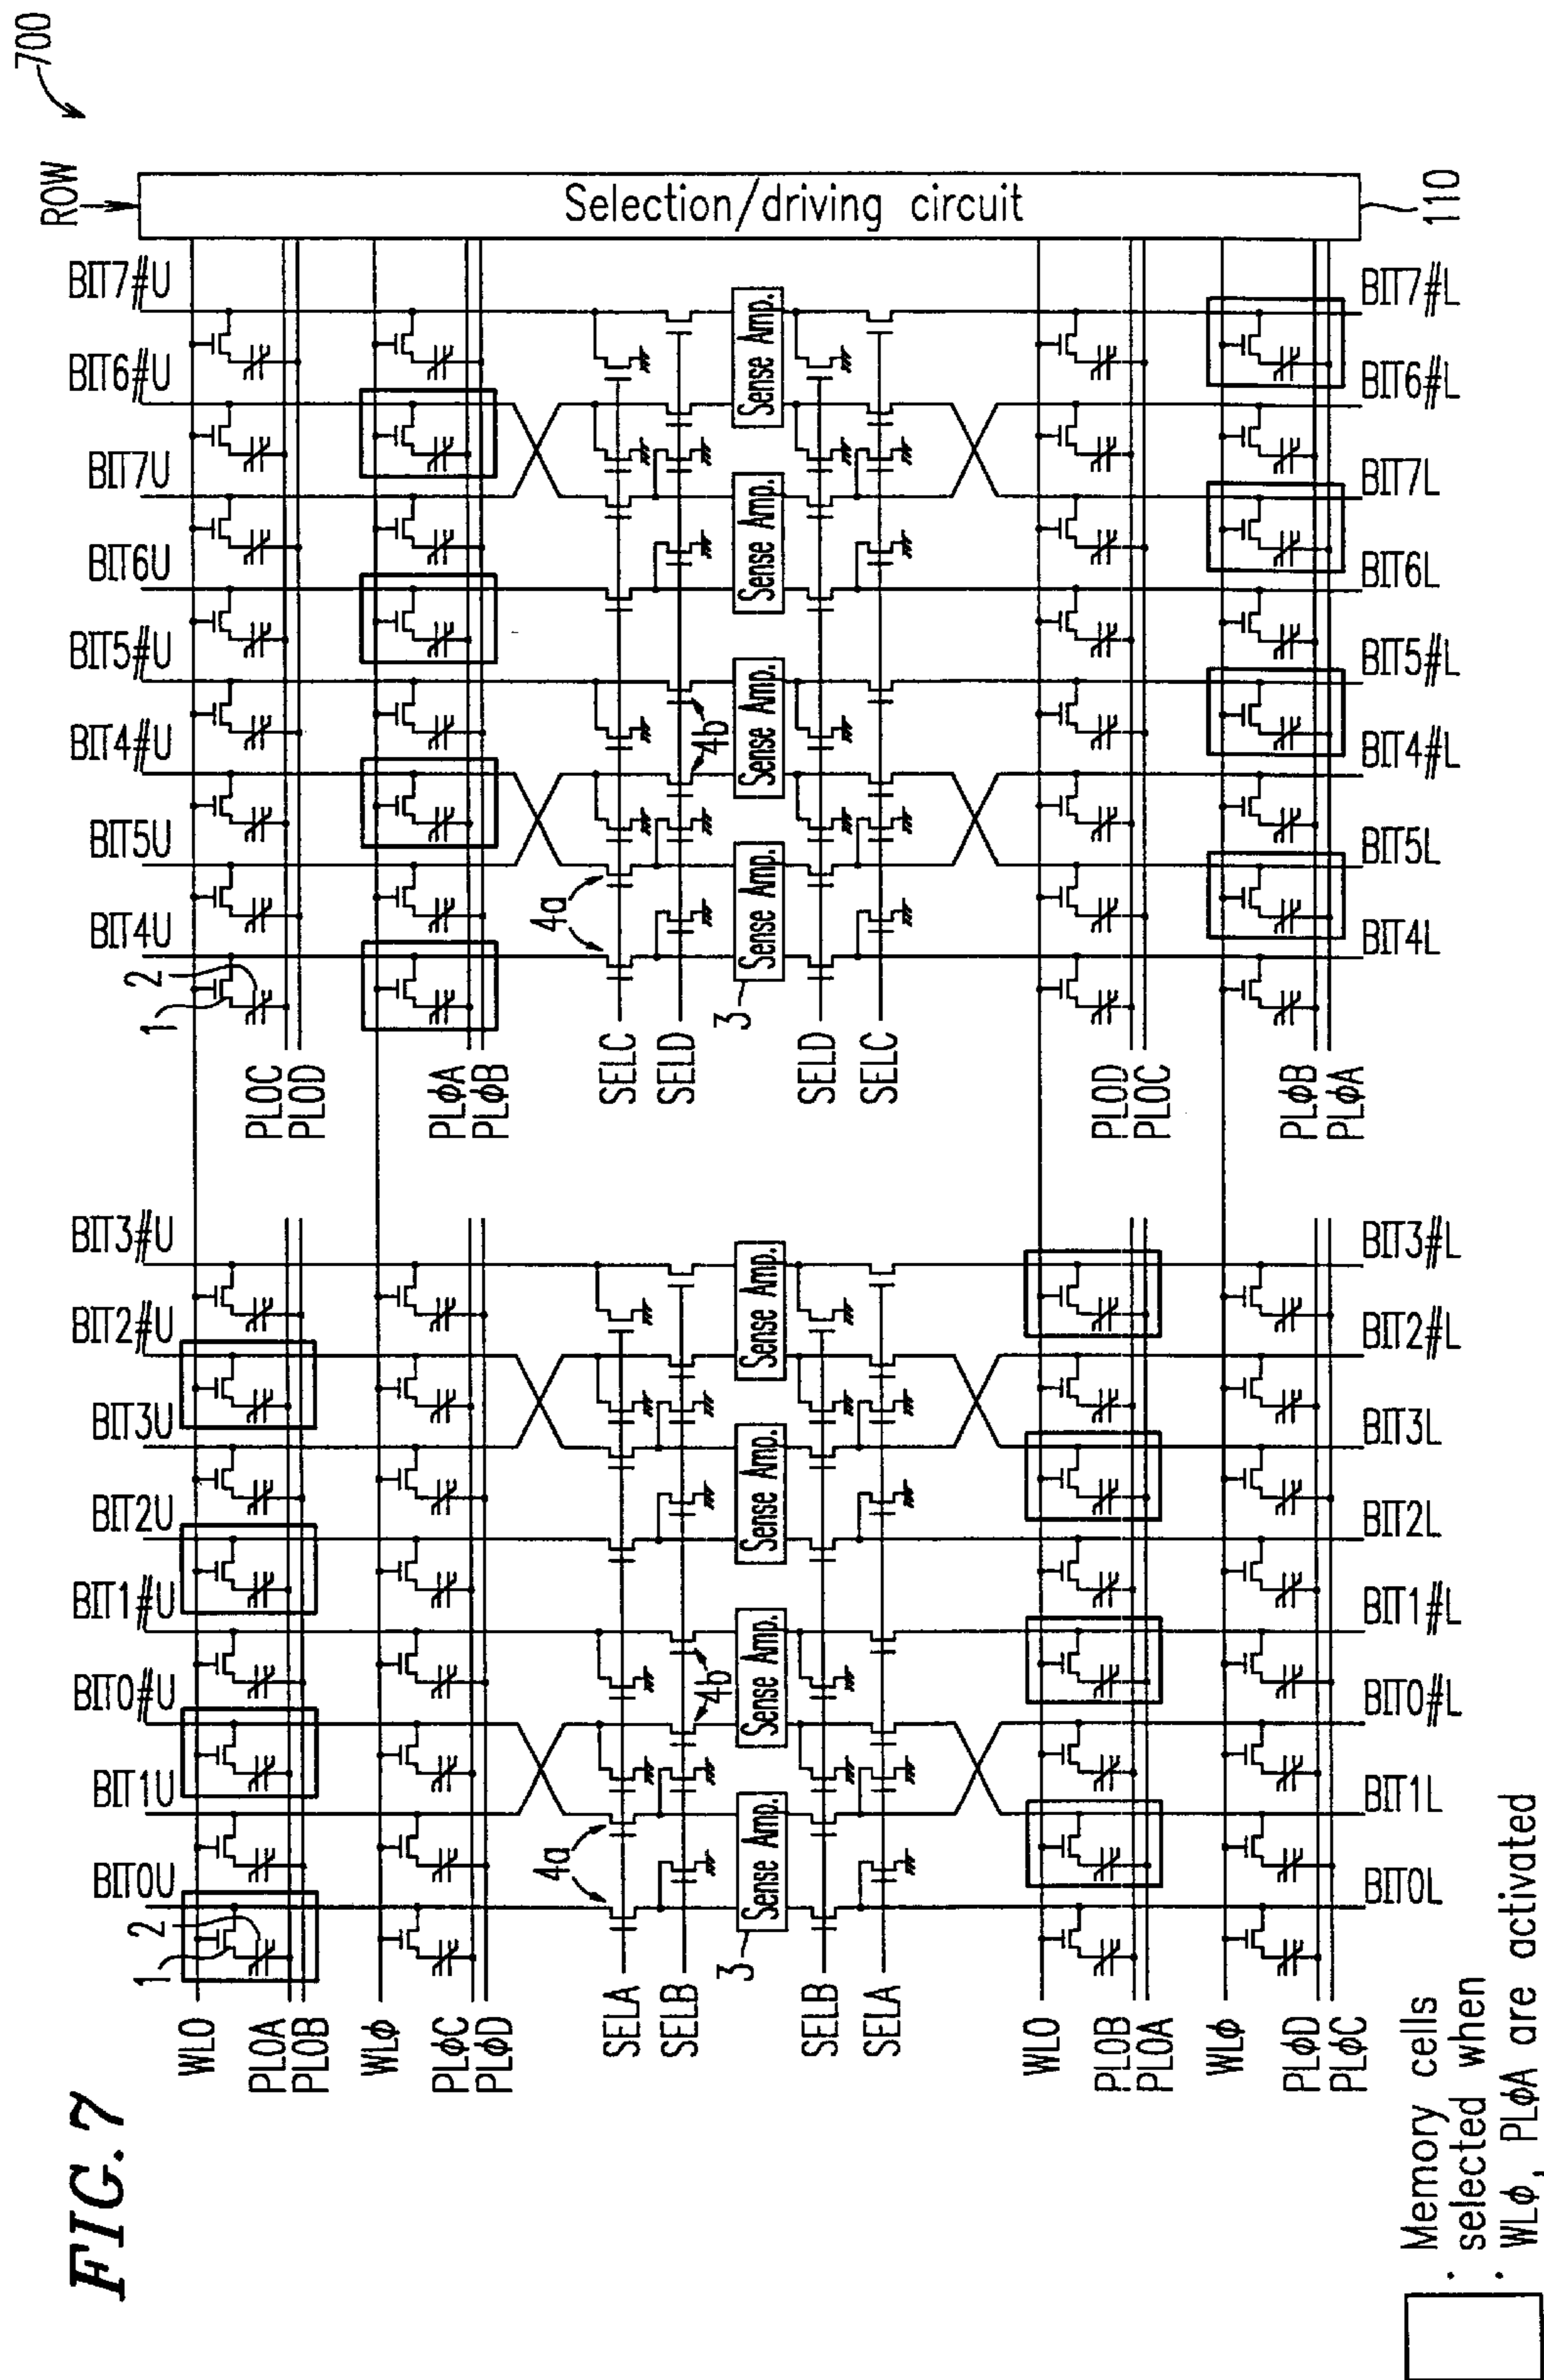 FIG.7
700
ROW
Selection/driving circuit
110
BIT7#U
BIT6#U
BIT7U
BIT6U
BIT5#U
BIT4#U
BIT5U
BIT4U
BIT3#U
BIT2#U
BIT3U
BIT2U
BIT1#U
BIT0#U
BIT1U
BIT0U
1
2
1
2
PL0C
PL0D
PLφA
PLφB
SELC
SELD
SELD
SELC
PL0D
PL0C
PLφB
PLφA
WL0
PL0A
PL0B
WLφ
PLφC
PLφD
SELA
SELB
SELB
SELA
WL0
PL0B
PL0A
WLφ
PLφD
PLφC
4a
4b
4a
4b
3
3
Sense Amp.
Sense Amp.
Sense Amp.
Sense Amp.
Sense Amp.
Sense Amp.
Sense Amp.
Sense Amp.
BIT7#L
BIT6#L
BIT7L
BIT6L
BIT5#L
BIT4#L
BIT5L
BIT4L
BIT3#L
BIT2#L
BIT3L
BIT2L
BIT1#L
BIT0#L
BIT1L
BIT0L
: Memory cells
selected when
WLφ, PLφA are activated